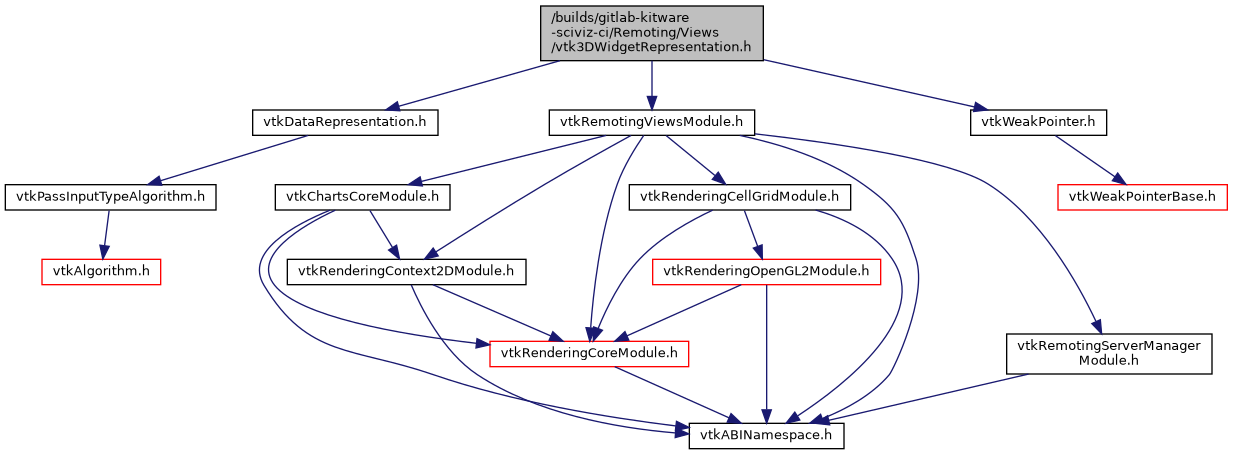 /builds/gitlab-kitware
-sciviz-ci/Remoting/Views
/vtk3DWidgetRepresentation.h
vtkDataRepresentation.h
vtkRemotingViewsModule.h
vtkWeakPointer.h
vtkPassInputTypeAlgorithm.h
vtkChartsCoreModule.h
vtkRenderingCellGridModule.h
vtkWeakPointerBase.h
vtkAlgorithm.h
vtkRenderingContext2DModule.h
vtkRenderingOpenGL2Module.h
vtkRenderingCoreModule.h
vtkRemotingServerManager
Module.h
vtkABINamespace.h